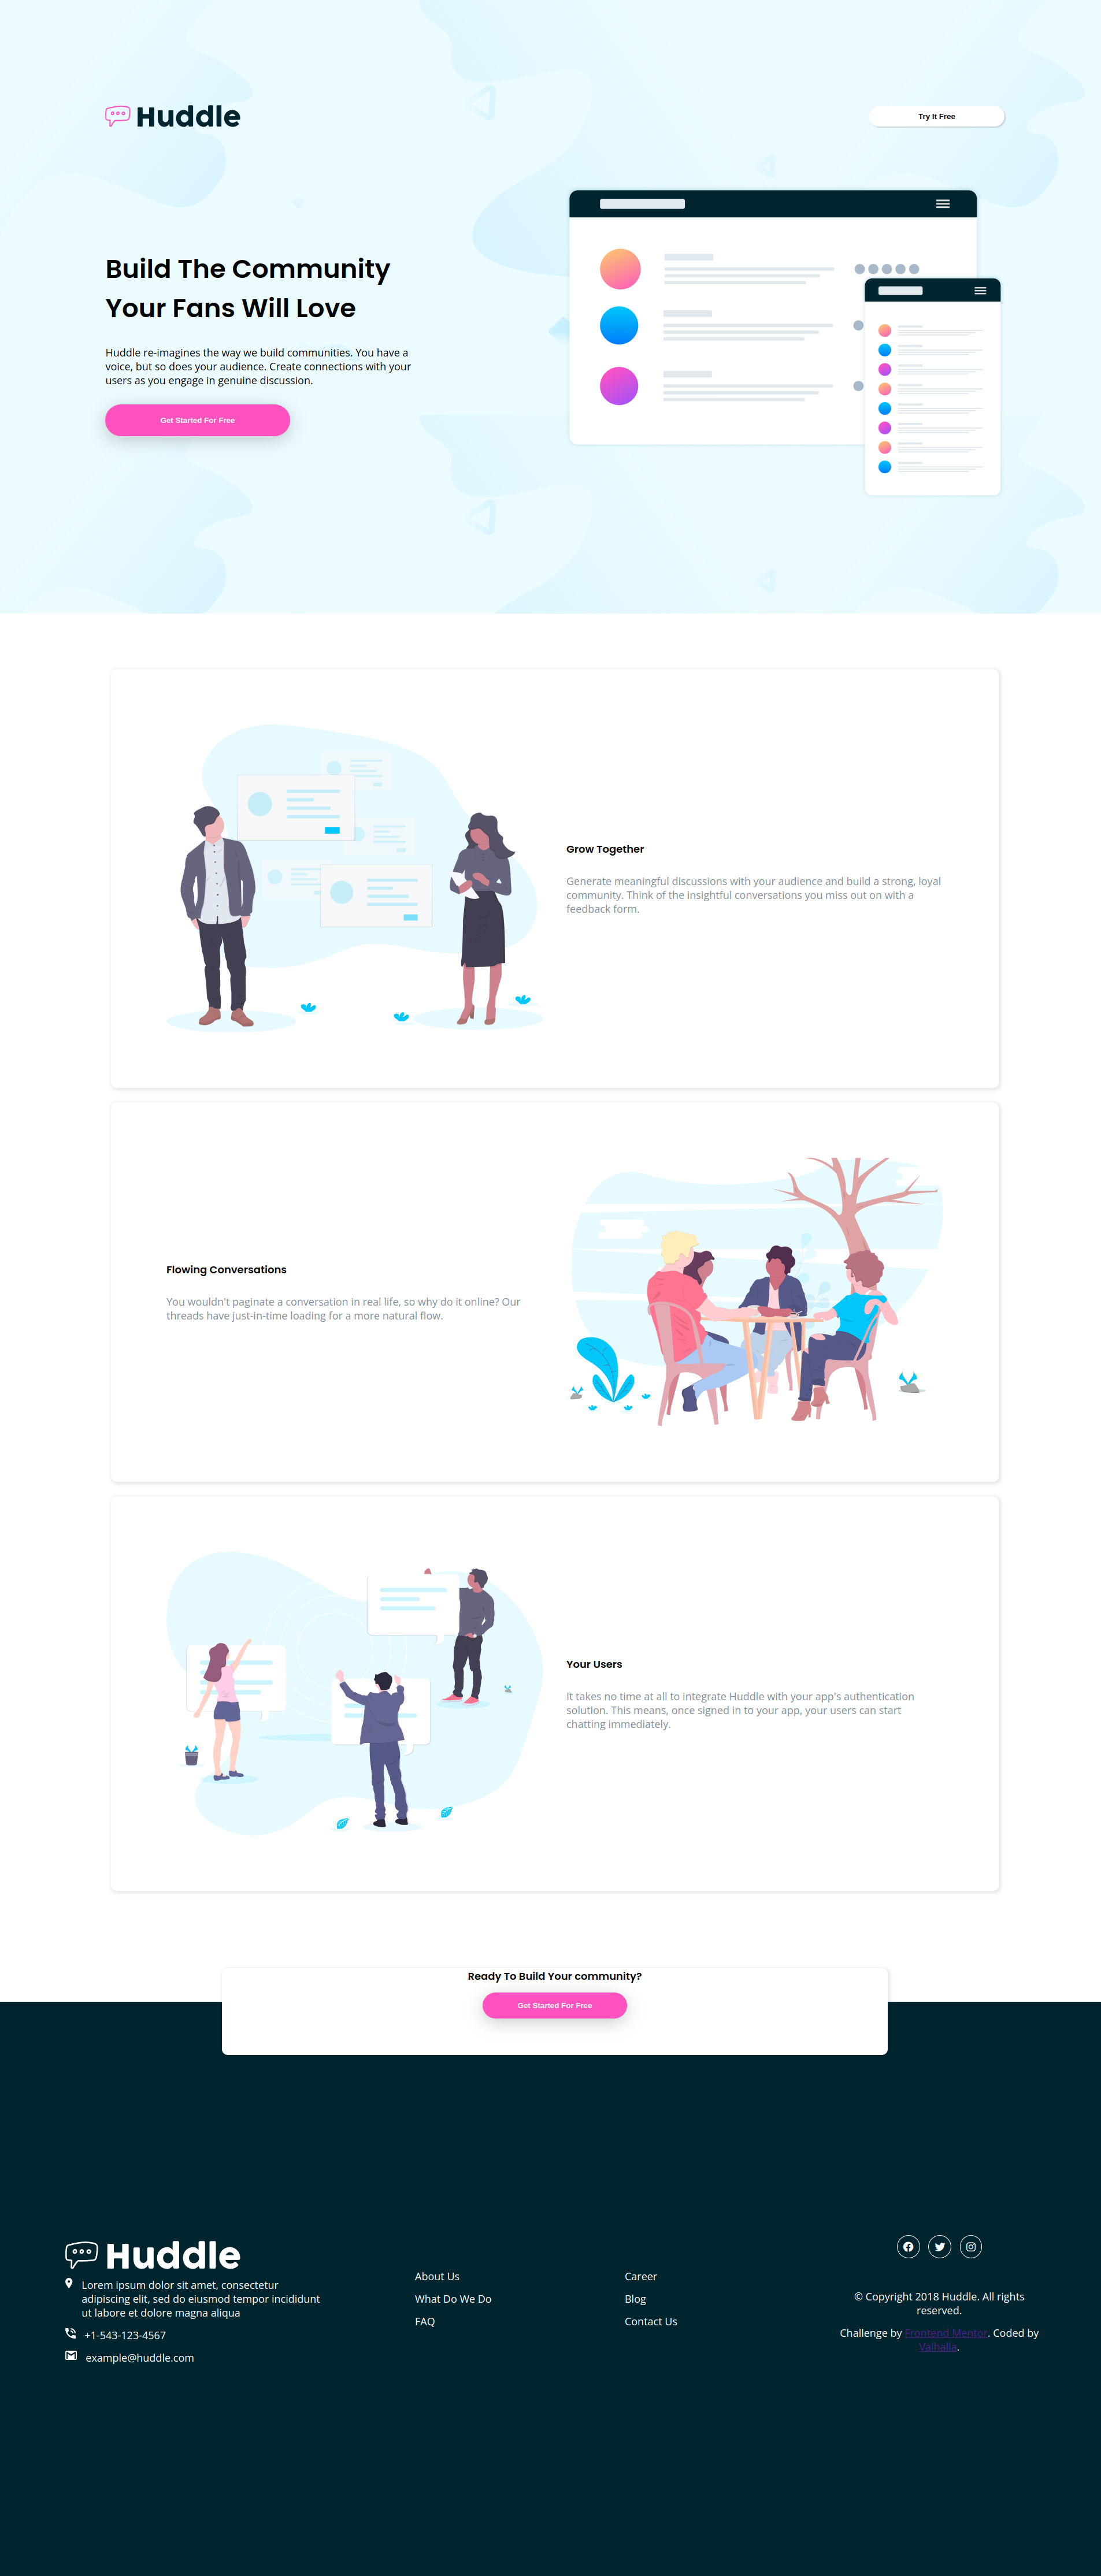 Huddle
Try It Free
Build The Community
Your Fans Will Love
Huddle re-imagines the way we build communities. You have a
voice, but so does your audience. Create connections with your
users as you engage in genuine discussion.
Get Started For Free
Grow Together
Generate meaningful discussions with your audience and build a strong, loyal
community. Think of the insightful conversations you miss out on with a
feedback form.
Flowing Conversations
You wouldn't paginate a conversation in real life, so why do it online? Our
threads have just-in-time loading for a more natural flow.
Your Users
It takes no time at all to integrate Huddle with your app's authentication
solution. This means, once signed in to your app, your users can start
chatting immediately.
Ready To Build Your community?
Get Started For Free
Huddle
Lorem ipsum dolor sit amet, consectetur
adipiscing elit, sed do eiusmod tempor incididunt
ut labore et dolore magna aliqua
+1-543-123-4567
example@huddle.com
About Us
What Do We Do
FAQ
Career
Blog
Contact Us
© Copyright 2018 Huddle. All rights
reserved.
Challenge by Frontend Mentor. Coded by
Valhalla.